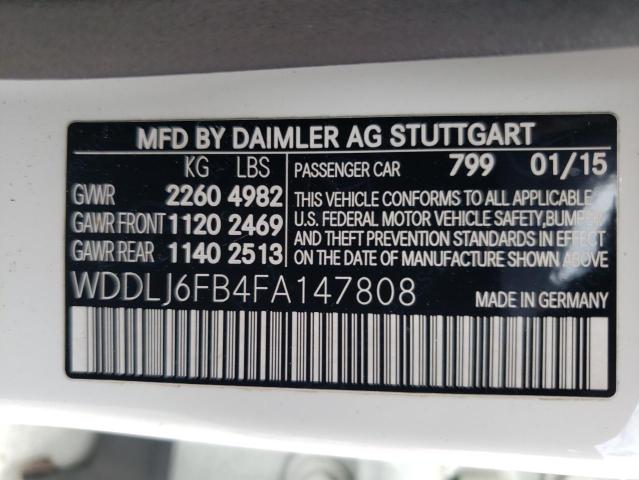 MFD BY DAIMLER AG STUTTGART
KG LBS
GVWR 2260 4982
GAWR FRONT 1120 2469
GAWR REAR 1140 2513
PASSENGER CAR 799 01/15
THIS VEHICLE CONFORMS TO ALL APPLICABLE
U.S. FEDERAL MOTOR VEHICLE SAFETY, BUMPER
AND THEFT PREVENTION STANDARDS IN EFFECT
ON THE DATE OF MANUFACTURE SHOWN ABOVE
WDDLJ6FB4FA147808 MADE IN GERMANY